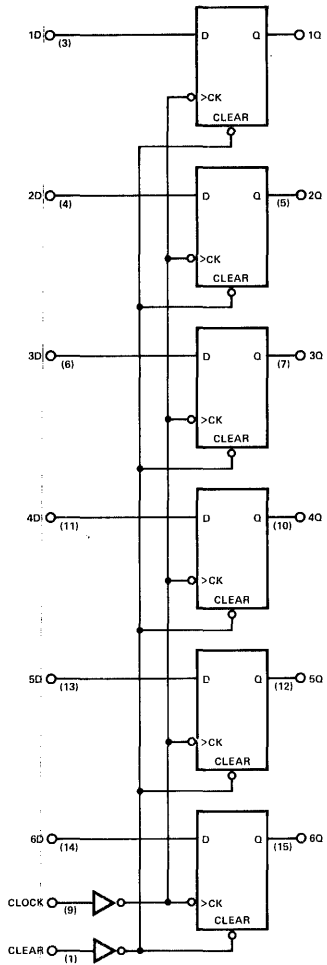 1D (3) D Q 1Q
>CK
CLEAR
2D (4) D Q (5) 2Q
>CK
CLEAR
3D (6) D Q (7) 3Q
>CK
CLEAR
4D (11) D Q (10) 4Q
>CK
CLEAR
5D (13) D Q (12) 5Q
>CK
CLEAR
6D (14) D Q (15) 6Q
CLOCK (9) >CK
CLEAR
CLEAR (1)